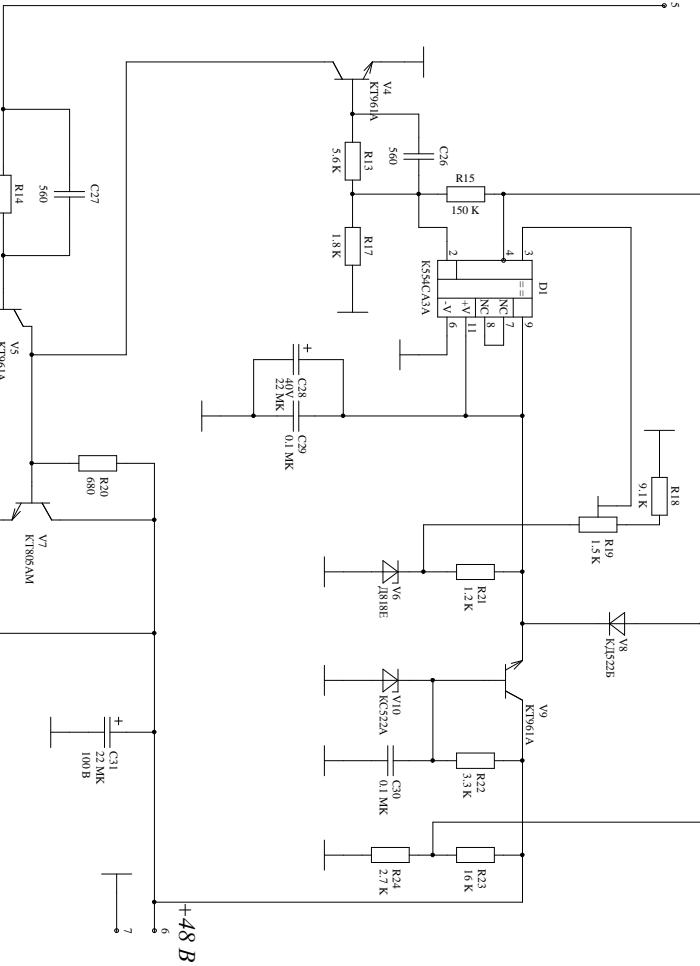 5
V4
КТ961А
C26
560
R13
5.6 K
R15
150 K
R17
1.8 K
C27
560
R14
3
4
2
D1
= =
NC
NC
+V
-V
9
7
8
11
6
К554СА3А
V5
КТ961А
C28
40V
22 МК
C29
0.1 МК
R20
680
R18
9.1 K
R19
1.5 K
V7
КТ805АМ
V6
Д818Е
R21
1.2 K
V8
КД522Б
V9
КТ961А
V10
КС522А
C30
0.1 МК
R22
3.3 K
C31
22 МК
100 В
R24
2.7 K
R23
16 K
+48 В
6
7